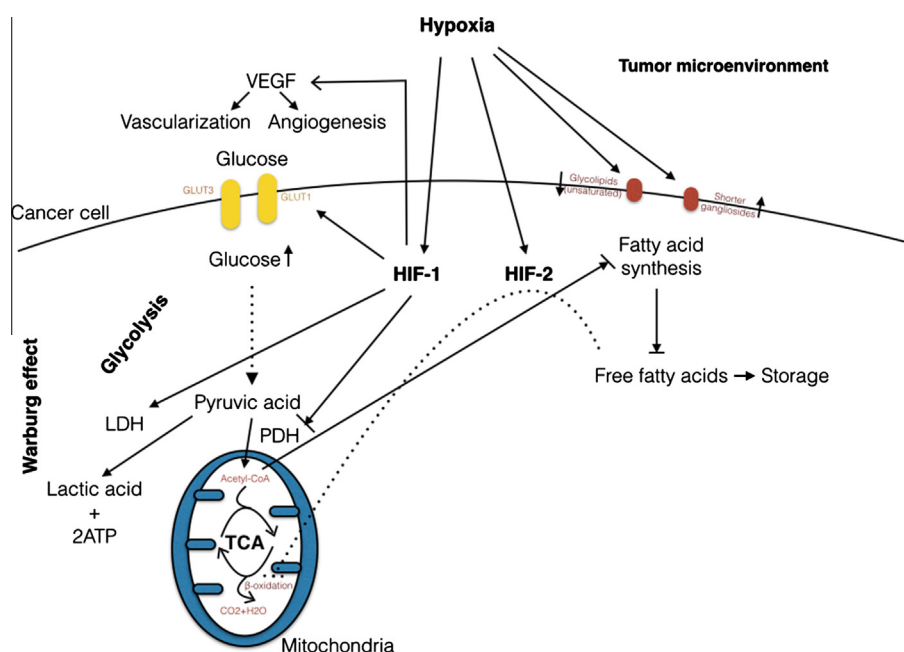 Hypoxia
Tumor microenvironment
VEGF
Vascularization
Angiogenesis
Glucose
GLUT3
GLUT1
Glycolipids
(unsaturated)
Shorter
gangliosides
Cancer cell
Glucose
HIF-1
HIF-2
Fatty acid
synthesis
Glycolysis
Warburg effect
Free fatty acids
Storage
Pyruvic acid
LDH
PDH
Lactic acid
+
2ATP
Acetyl-CoA
TCA
β-oxidation
CO2+H2O
Mitochondria